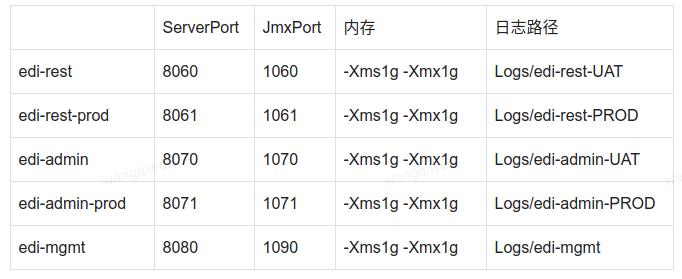 ServerPort JmxPort 内存 日志路径
edi-rest 8060 1060 -Xms1g -Xmx1g Logs/edi-rest-UAT
edi-rest-prod 8061 1061 -Xms1g -Xmx1g Logs/edi-rest-PROD
edi-admin 8070 1070 -Xms1g -Xmx1g Logs/edi-admin-UAT
edi-admin-prod 8071 1071 -Xms1g -Xmx1g Logs/edi-admin-PROD
edi-mgmt 8080 1090 -Xms1g -Xmx1g Logs/edi-mgmt